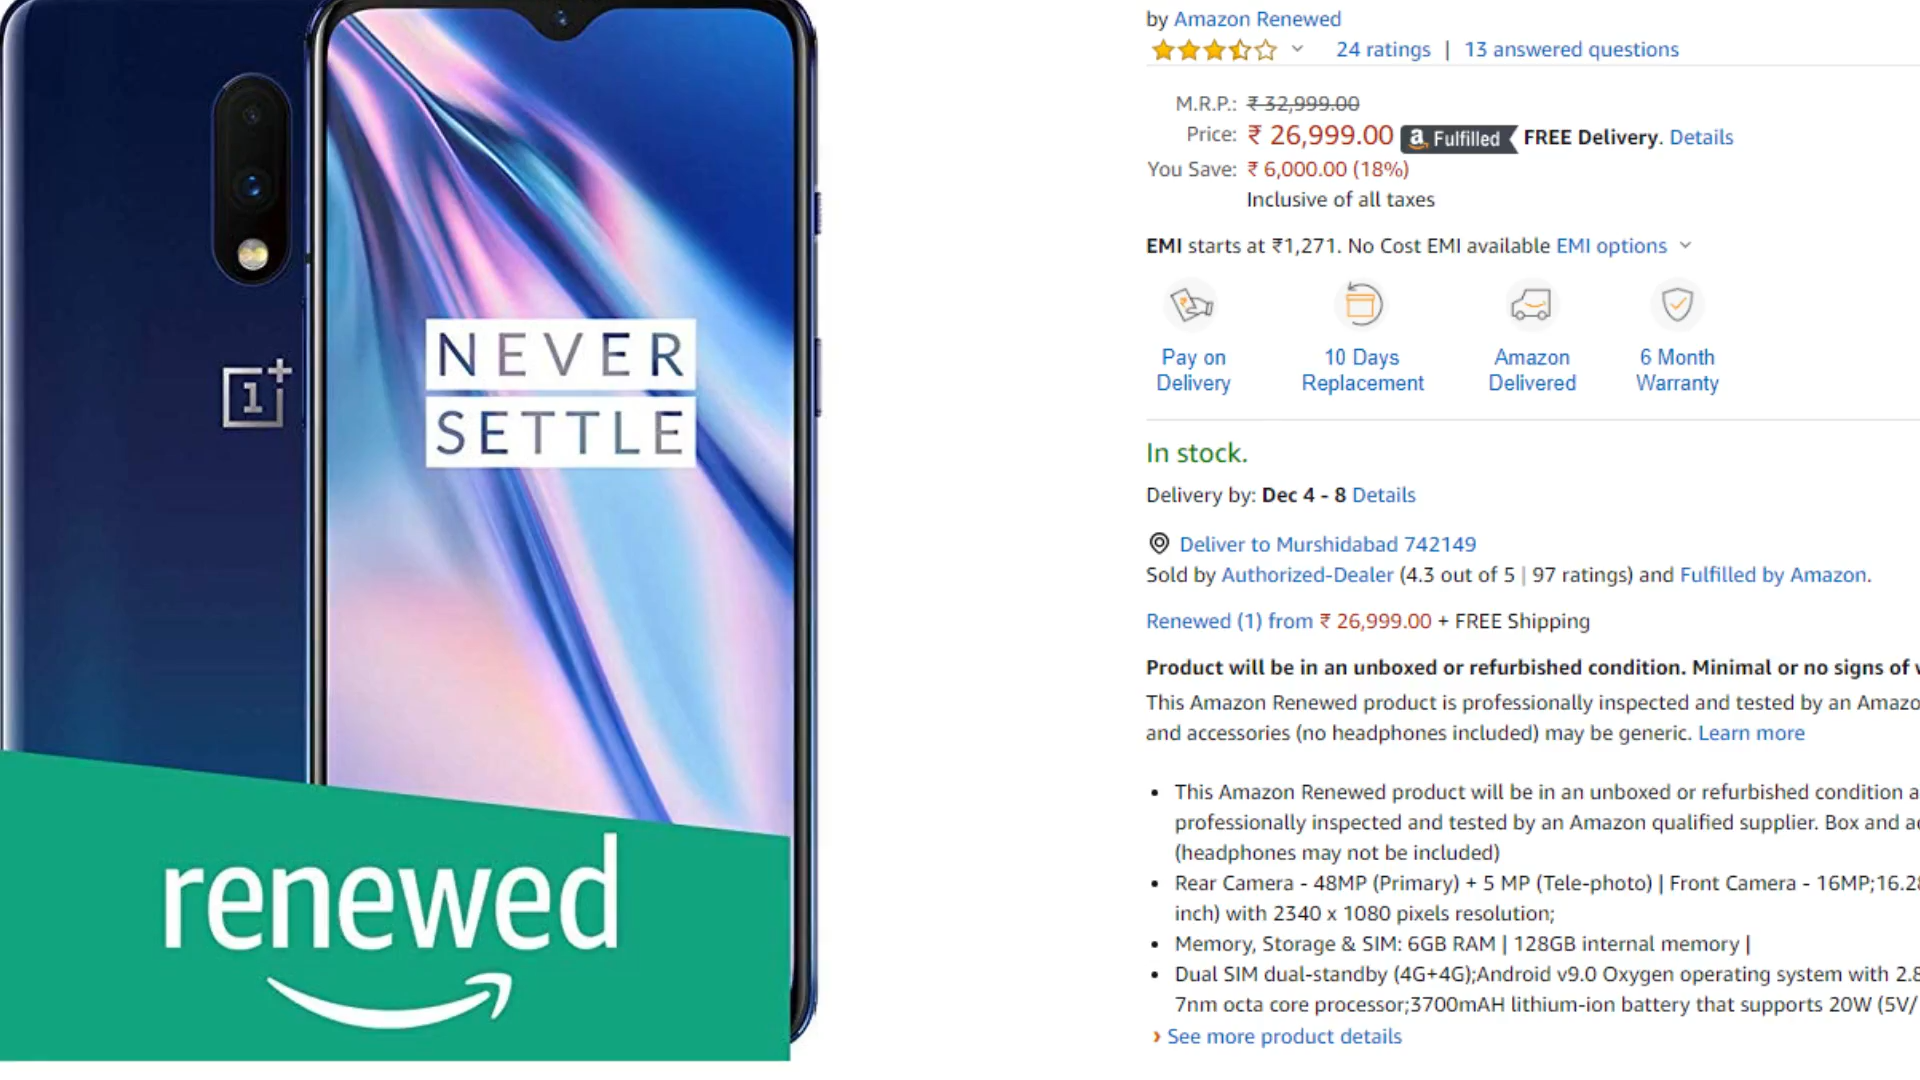 NEVER
SETTLE
renewed
by Amazon Renewed
24 ratings | 13 answered questions
M.R.P.: ₹ 32,999.00
Price: ₹ 26,999.00 a Fulfilled FREE Delivery. Details
You Save: ₹ 6,000.00 (18%)
Inclusive of all taxes
EMI starts at ₹1,271. No Cost EMI available EMI options
Pay on
Delivery
10 Days
Replacement
Amazon
Delivered
6 Month
Warranty
In stock.
Delivery by: Dec 4 - 8 Details
Deliver to Murshidabad 742149
Sold by Authorized-Dealer (4.3 out of 5 | 97 ratings) and Fulfilled by Amazon.
Renewed (1) from ₹ 26,999.00 + FREE Shipping
Product will be in an unboxed or refurbished condition. Minimal or no signs of
This Amazon Renewed product is professionally inspected and tested by an Amazo
and accessories (no headphones included) may be generic. Learn more
• This Amazon Renewed product will be in an unboxed or refurbished condition a
professionally inspected and tested by an Amazon qualified supplier. Box and a
(headphones may not be included)
• Rear Camera - 48MP (Primary) + 5 MP (Tele-photo) | Front Camera - 16MP;16.28
inch) with 2340 x 1080 pixels resolution;
• Memory, Storage & SIM: 6GB RAM | 128GB internal memory |
• Dual SIM dual-standby (4G+4G);Android v9.0 Oxygen operating system with 2.8
7nm octa core processor;3700mAH lithium-ion battery that supports 20W (5V/
› See more product details